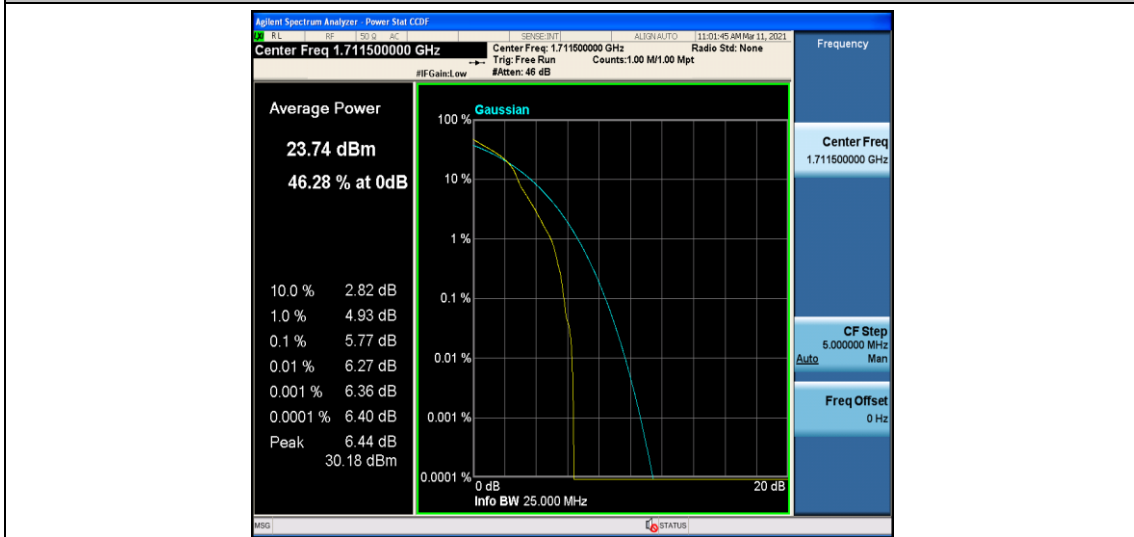 Agilent Spectrum Analyzer - Power Stat CCDF
RL RF 50 Ω AC SENSE:INT ALIGN AUTO 11:01:45 AM Mar 11, 2021
Center Freq 1.711500000 GHz
Center Freq: 1.711500000 GHz Radio Std: None
Trig: Free Run Counts:1.00 M/1.00 Mpt
#IFGain:Low #Atten: 46 dB
Frequency
Average Power
23.74 dBm
46.28 % at 0dB
10.0 % 2.82 dB
1.0 % 4.93 dB
0.1 % 5.77 dB
0.01 % 6.27 dB
0.001 % 6.36 dB
0.0001 % 6.40 dB
Peak 6.44 dB
30.18 dBm
Gaussian
100 %
10 %
1 %
0.1 %
0.01 %
0.001 %
0.0001 %
0 dB 20 dB
Info BW 25.000 MHz
Center Freq
1.711500000 GHz
CF Step
5.000000 MHz
Auto Man
Freq Offset
0 Hz
MSG STATUS